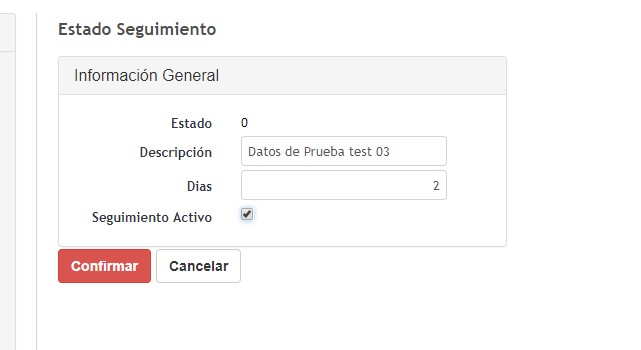 Estado Seguimiento
Información General
Estado 0
Descripción Datos de Prueba test 03
Dias 2
Seguimiento Activo
Confirmar Cancelar